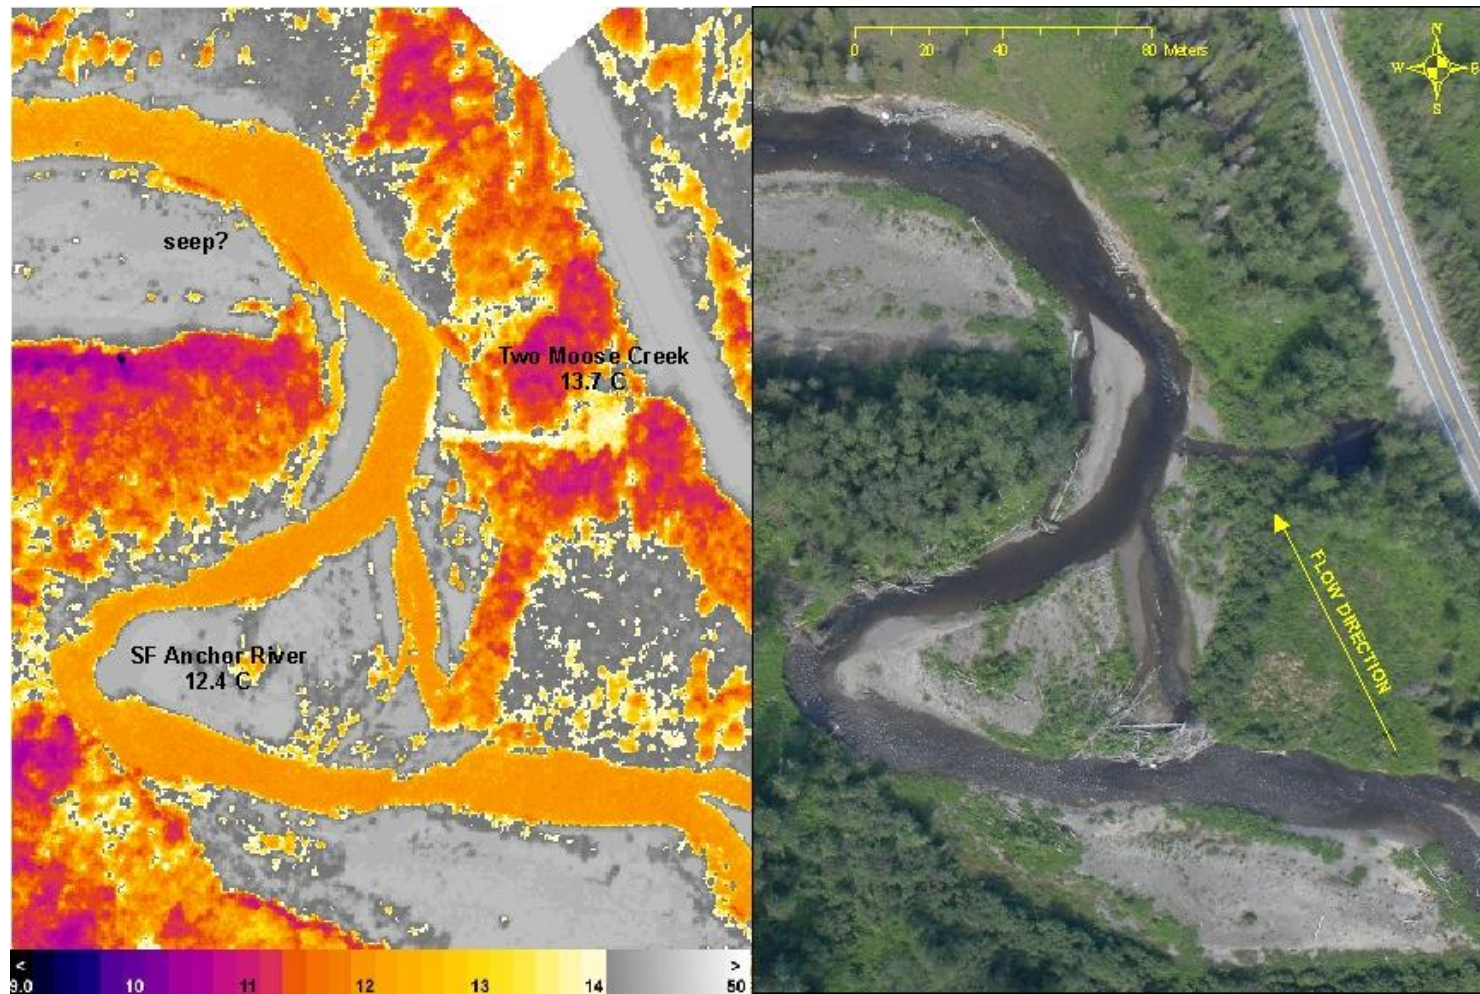 0 20 40 60 80 Meters
N
W E
S
seep?
Two Moose Creek
13.7 C
SF Anchor River
12.4 C
FLOW DIRECTION
< >
9.0 10 11 12 13 14 50